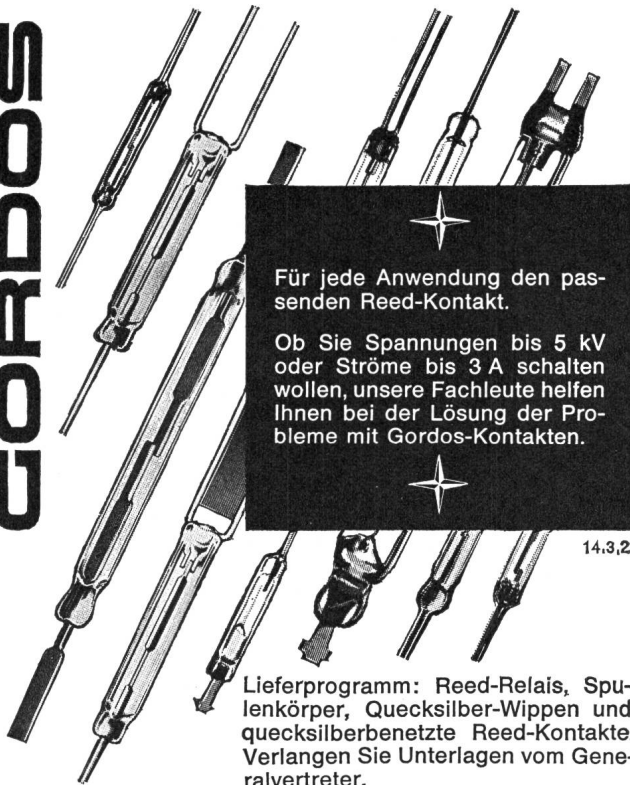 GORDOS
Für jede Anwendung den pas-
senden Reed-Kontakt.
Ob Sie Spannungen bis 5 kV
oder Ströme bis 3 A schalten
wollen, unsere Fachleute helfen
Ihnen bei der Lösung der Pro-
bleme mit Gordos-Kontakten.
14.3,2
Lieferprogramm: Reed-Relais, Spu-
lenkörper, Quecksilber-Wippen und
quecksilberbenetzte Reed-Kontakte
Verlangen Sie Unterlagen vom Gene-
ralvertreter.